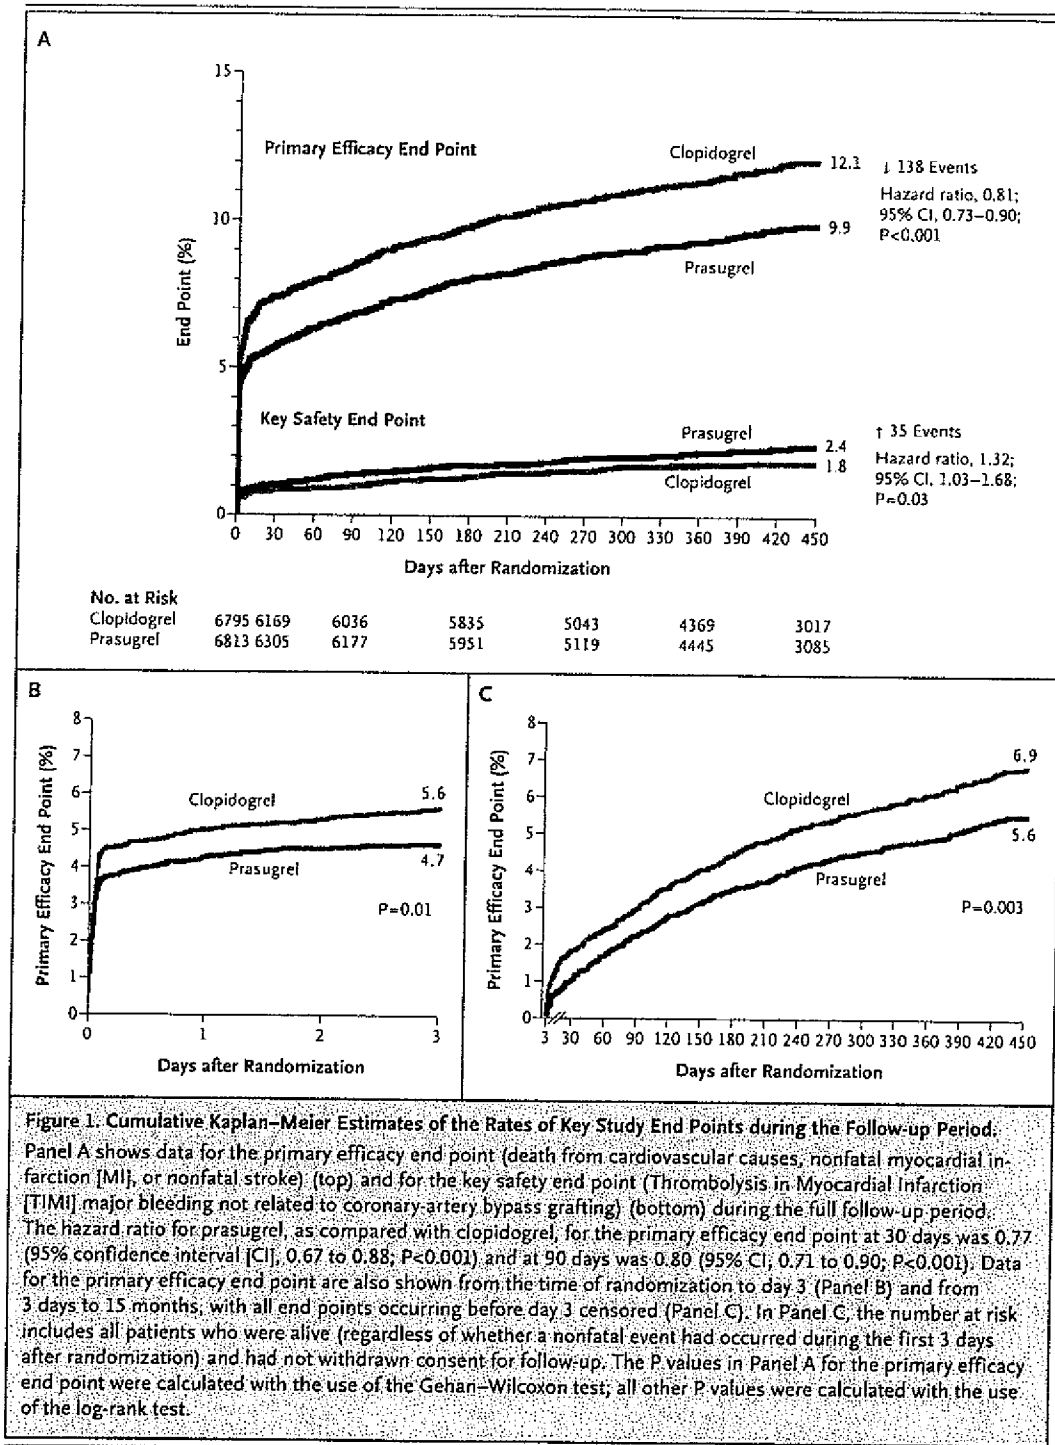 A
15
Primary Efficacy End Point
Clopidogrel
12.1
↓ 138 Events
Hazard ratio, 0.81;
95% CI, 0.73–0.90;
P<0.001
10
9.9
Prasugrel
End Point (%)
5
Key Safety End Point
Prasugrel
2.4
1.8
Clopidogrel
↑ 35 Events
Hazard ratio, 1.32;
95% CI, 1.03–1.68;
P=0.03
0
0 30 60 90 120 150 180 210 240 270 300 330 360 390 420 450
Days after Randomization
No. at Risk
Clopidogrel 6795 6169 6036 5835 5043 4369 3017
Prasugrel 6813 6305 6177 5951 5119 4445 3085
B
8
7
6
5
4
3
2
1
0
Primary Efficacy End Point (%)
Clopidogrel
5.6
Prasugrel
4.7
P=0.01
0 1 2 3
Days after Randomization
C
8
7
6
5
4
3
2
1
0
Primary Efficacy End Point (%)
6.9
Clopidogrel
5.6
Prasugrel
P=0.003
3 30 60 90 120 150 180 210 240 270 300 330 360 390 420 450
Days after Randomization
Figure 1. Cumulative Kaplan–Meier Estimates of the Rates of Key Study End Points during the Follow-up Period.
Panel A shows data for the primary efficacy end point (death from cardiovascular causes, nonfatal myocardial in-
farction [MI], or nonfatal stroke) (top) and for the key safety end point (Thrombolysis in Myocardial Infarction
[TIMI] major bleeding not related to coronary-artery bypass grafting) (bottom) during the full follow-up period.
The hazard ratio for prasugrel, as compared with clopidogrel, for the primary efficacy end point at 30 days was 0.77
(95% confidence interval [CI], 0.67 to 0.88; P<0.001) and at 90 days was 0.80 (95% CI, 0.71 to 0.90; P<0.001). Data
for the primary efficacy end point are also shown from the time of randomization to day 3 (Panel B) and from
3 days to 15 months, with all end points occurring before day 3 censored (Panel C). In Panel C, the number at risk
includes all patients who were alive (regardless of whether a nonfatal event had occurred during the first 3 days
after randomization) and had not withdrawn consent for follow-up. The P values in Panel A for the primary efficacy
end point were calculated with the use of the Gehan–Wilcoxon test; all other P values were calculated with the use
of the log-rank test.